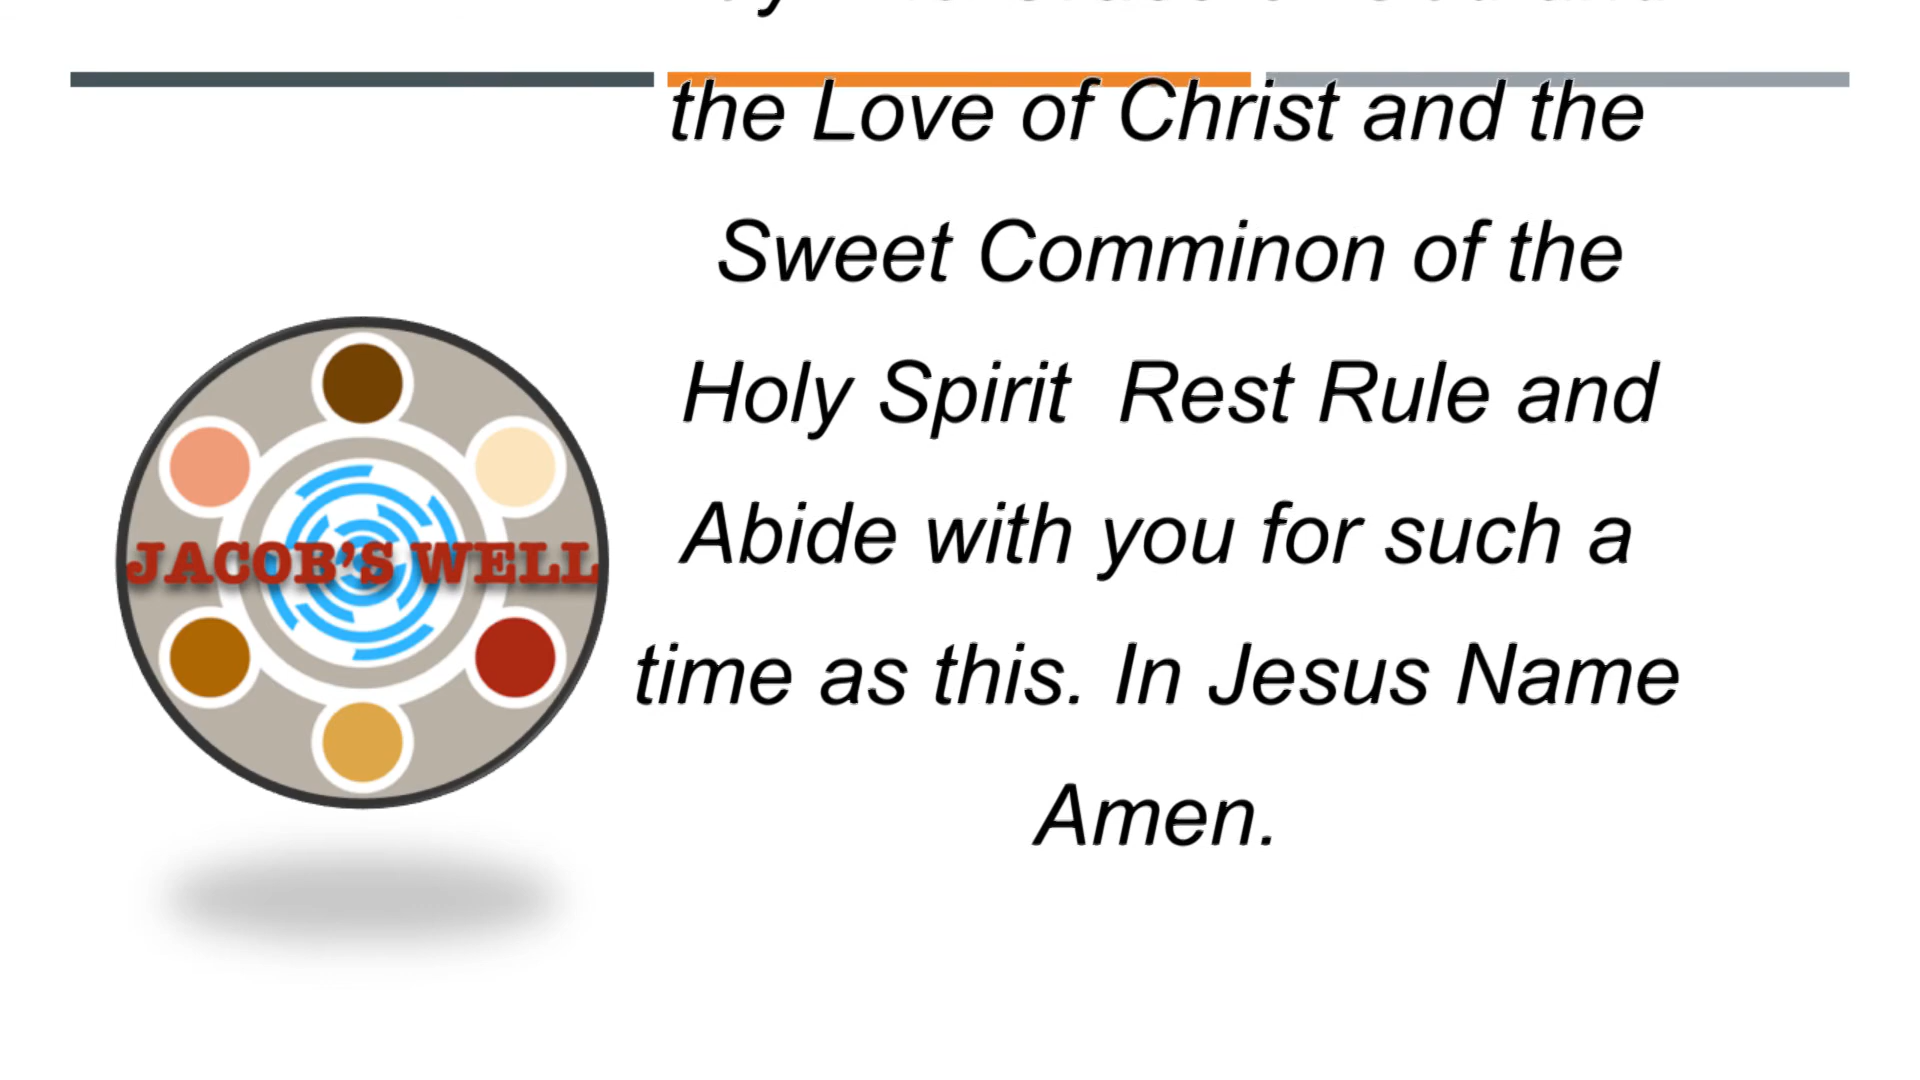 the Love of Christ and the
Sweet Comminon of the
Holy Spirit  Rest Rule and
Abide with you for such a
time as this. In Jesus Name
Amen.
JACOB'S WELL